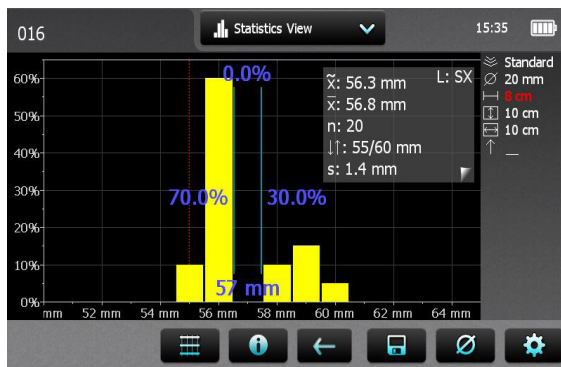 016
Statistics View
15:35
Standard
20 mm
8 cm
10 cm
10 cm
_
L: SX
x̃: 56.3 mm
x̄: 56.8 mm
n: 20
↓↑: 55/60 mm
s: 1.4 mm
0.0%
70.0%
30.0%
57 mm
60%
50%
40%
30%
20%
10%
0%
mm 52 mm 54 mm 56 mm 58 mm 60 mm 62 mm 64 mm